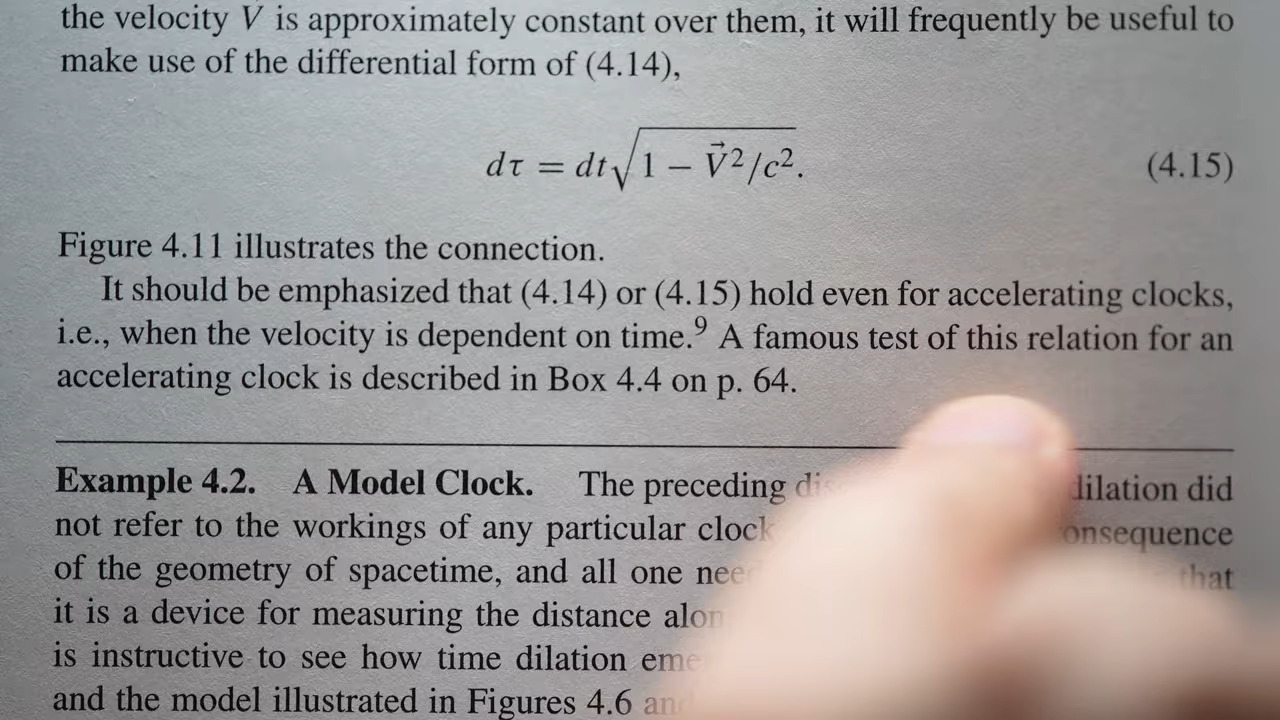 the velocity V is approximately constant over them, it will frequently be useful to
make use of the differential form of (4.14),
dτ = dt√(1 − V⃗²/c²). (4.15)
Figure 4.11 illustrates the connection.
It should be emphasized that (4.14) or (4.15) hold even for accelerating clocks,
i.e., when the velocity is dependent on time.⁹ A famous test of this relation for an
accelerating clock is described in Box 4.4 on p. 64.
Example 4.2. A Model Clock. The preceding dilation did
not refer to the workings of any particular clock onsequence
of the geometry of spacetime, and all one that
it is a device for measuring the distance
is instructive to see how time dilation
and the model illustrated in Figures 4.6